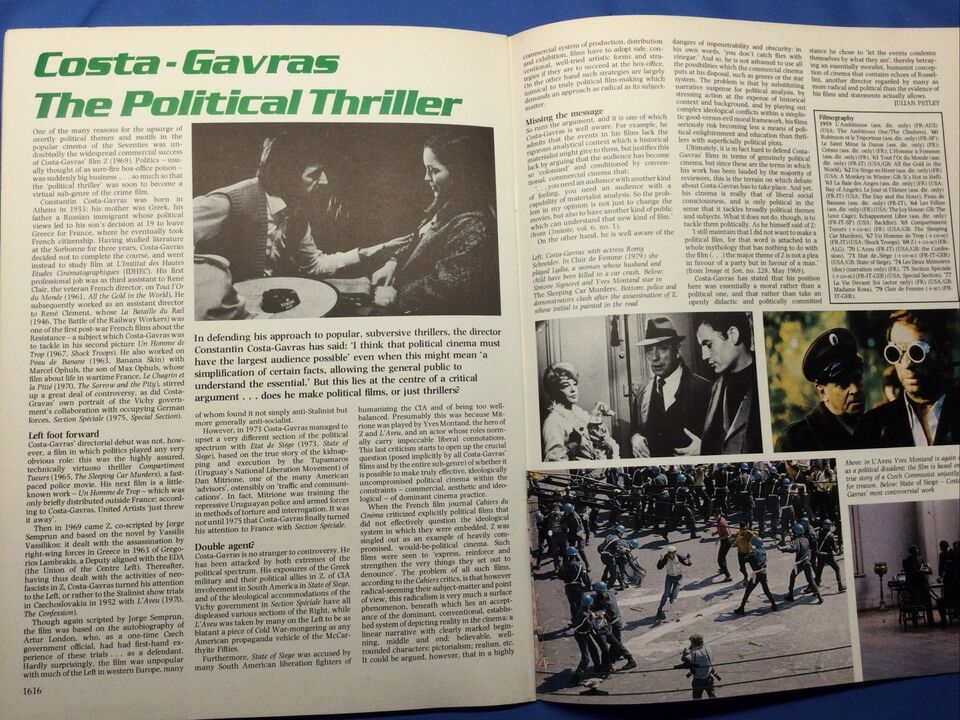 Costa-Gavras
The Political Thriller
One of the many reasons for the upsurge of
overtly political themes and motifs in the
popular cinema of the Seventies was un-
doubtedly the widespread commercial success
of Costa-Gavras' film Z (1969). Politics – usu-
ally thought of as sure-fire box-office poison –
was suddenly big business . . . so much so that
the 'political thriller' was soon to become a
virtual sub-genre of the crime film.
Constantin Costa-Gavras was born in
Athens in 1933; his mother was Greek, his
father a Russian immigrant whose political
views led to his son's decision at 19 to leave
Greece for France, where he eventually took
French citizenship. Having studied literature
at the Sorbonne for three years, Costa-Gavras
decided not to complete the course, and went
instead to study film at L'Institut des Hautes
Etudes Cinématographiques (IDHEC). His first
professional job was as third assistant to René
Clair, the veteran French director, on Tout l'Or
du Monde (1961, All the Gold in the World). He
subsequently worked as an assistant director
to René Clément, whose La Bataille du Rail
(1946, The Battle of the Railway Workers) was
one of the first post-war French films about the
Resistance – a subject which Costa-Gavras was
to tackle in his second picture Un Homme de
Trop (1967, Shock Troops). He also worked on
Peau de Banane (1963, Banana Skin) with
Marcel Ophuls, the son of Max Ophuls, whose
film about life in wartime France, Le Chagrin et
la Pitié (1970, The Sorrow and the Pity), stirred
up a great deal of controversy, as did Costa-
Gravas' own portrait of the Vichy govern-
ment's collaboration with occupying German
forces, Section Spéciale (1975, Special Section).
Left foot forward
Costa-Gavras' directorial debut was not, how-
ever, a film in which politics played any very
obvious role: this was the highly assured,
technically virtuoso thriller Compartiment
Tueurs (1965, The Sleeping Car Murders), a fast-
paced police movie. His next film is a little-
known work – Un Homme de Trop – which was
only briefly distributed outside France; accord-
ing to Costa-Gavras, United Artists 'just threw
it away'.
Then in 1969 came Z, co-scripted by Jorge
Semprun and based on the novel by Vassilis
Vassilikos; it dealt with the assassination by
right-wing forces in Greece in 1963 of Grego-
rios Lambrakis, a Deputy aligned with the EDA
(the Union of the Centre Left). Thereafter,
having thus dealt with the activities of neo-
fascists in Z, Costa-Gavras turned his attention
to the Left, or rather to the Stalinist show trials
in Czechoslovakia in 1952 with L'Aveu (1970,
The Confession).
Though again scripted by Jorge Semprun,
the film was based on the autobiography of
Artur London, who, as a one-time Czech
government official, had had first-hand ex-
perience of these trials . . . as a defendant.
Hardly surprisingly, the film was unpopular
with much of the Left in western Europe, many
1616
In defending his approach to popular, subversive thrillers, the director
Constantin Costa-Gavras has said: 'I think that political cinema must
have the largest audience possible' even when this might mean 'a
simplification of certain facts, allowing the general public to
understand the essential.' But this lies at the centre of a critical
argument . . . does he make political films, or just thrillers?
of whom found it not simply anti-Stalinist but
more generally anti-socialist.
However, in 1973 Costa-Gavras managed to
upset a very different section of the political
spectrum with Etat de Siège (1973, State of
Siege), based on the true story of the kidnap-
ping and execution by the Tupamaros
(Uruguay's National Liberation Movement) of
Dan Mitrione, one of the many American
'advisors', ostensibly on 'traffic and communi-
cations'. In fact, Mitrione was training the
repressive Uruguayan police and armed forces
in methods of torture and interrogation. It was
not until 1975 that Costa-Gavras finally turned
his attention to France with Section Spéciale.
Double agent?
Costa-Gavras is no stranger to controversy. He
has been attacked by both extremes of the
political spectrum. His exposures of the Greek
military and their political allies in Z, of CIA
involvement in South America in State of Siege,
and of the ideological accommodations of the
Vichy government in Section Spéciale have all
displeased various sections of the Right, while
L'Aveu was taken by many on the Left to be as
blatant a piece of Cold War-mongering as any
American propaganda vehicle of the McCar-
thyite Fifties.
Furthermore, State of Siege was accused by
many South American liberation fighters of
humanizing the CIA and of being too well-
balanced. Presumably this was because Mit-
rione was played by Yves Montand, the hero of
Z and L'Aveu, and an actor whose roles norm-
ally carry impeccable liberal connotations.
This last criticism starts to open up the crucial
question (posed implicitly by all Costa-Gavras'
films and by the entire sub-genre) of whether it
is possible to make truly effective, ideologically
uncompromised political cinema within the
constraints – commercial, aesthetic and ideo-
logical – of dominant cinema practice.
When the French film journal Cahiers du
Cinéma criticized explicitly political films that
did not effectively question the ideological
system in which they were embedded, Z was
singled out as an example of heavily com-
promised, would-be-political cinema. Such
films were seen to 'express, reinforce and
strengthen the very things they set out to
denounce'. The problem of all such films,
according to the Cahiers critics, is that however
radical-seeming their subject-matter and point
of view, this radicalism is very much a surface
phenomenon, beneath which lies an accept-
ance of the dominant, conventional, establis-
hed system of depicting reality in the cinema: a
linear narrative with clearly marked begin-
ning, middle and end; believable, well-
rounded characters; pictorialism; realism, etc.
It could be argued, however, that in a highly
commercial system of production, distribution
and exhibition, films have to adopt safe, con-
ventional, well-tried artistic forms and stra-
tegies if they are to succeed at the box-office.
On the other hand such strategies are largely
inimical to truly political film-making which
demands an approach as radical as its subject-
matter.
Missing the message
So runs the argument, and it is one of which
Costa-Gavras is well aware. For example, he
admits that the events in his films lack the
rigorous analytical context which a historical
materialist might give to them, but justifies this
lack by arguing that the audience has become
so 'colonized' and conditioned by conven-
tional, commercial cinema that:
'. . . you need an audience with another kind
of feeling, you need an audience with a
capability of materialist analysis. So the prob-
lem in my opinion is not just to change the
movies, but also to have another kind of public
which can understand that new kind of film.'
(from Cinéaste, vol. 6, no. 1).
On the other hand, he is well aware of the
Left: Costa-Gavras with actress Romy
Schneider. In Clair de Femme (1979) she
played Lydia, a woman whose husband and
child have been killed in a car crash. Below:
Simone Signoret and Yves Montand star in
The Sleeping Car Murders. Bottom: police and
demonstrators clash after the assassination of Z,
whose initial is painted in the road
dangers of impenetrability and obscurity: in
his own words, 'you don't catch flies with
vinegar.' And so, he is not ashamed to use all
the possibilities which the commercial cinema
puts at his disposal, such as genres or the star
system. The problem is that by substituting
narrative suspense for political analysis, by
stressing action at the expense of historical
context and background, and by playing out
complex ideological conflicts within a simplis-
tic good-versus-evil moral framework, his films
seriously risk becoming less a means of poli-
tical enlightenment and education than thril-
lers with superficially political plots.
Ultimately, it is in fact hard to defend Costa-
Gavras' films in terms of genuinely political
cinema, but since these are the terms in which
his work has been lauded by the majority of
reviewers, this is the terrain on which debate
about Costa-Gavras has to take place. And yet,
his cinema is really that of liberal social
consciousness, and is only political in the
sense that it tackles broadly political themes
and subjects. What it does not do, though, is to
tackle them politically. As he himself said of Z:
'I still maintain that I did not want to make a
political film, for that word is attached to a
whole mythology that has nothing to do with
the film (. . .) the major theme of Z is not a plea
in favour of a party but in favour of a man.'
(from Image et Son, no. 228. May 1969).
Costa-Gavras has stated that his position
here was essentially a moral rather than a
political one, and that rather than take an
openly didactic and politically committed
stance he chose to 'let the events condemn
themselves by what they are', thereby betray-
ing an essentially moralist, humanist concep-
tion of cinema that contains echoes of Rossel-
lini, another director regarded by many as
more radical and political than the evidence of
his films and statements actually allows.
JULIAN PETLEY
Filmography
Above: in L'Aveu Yves Montand is again cast
as a political dissident; the film is based on the
true story of a Czech Communist unjustly
for treason. Below: State of Siege – Costa-
Gavras' most controversial work